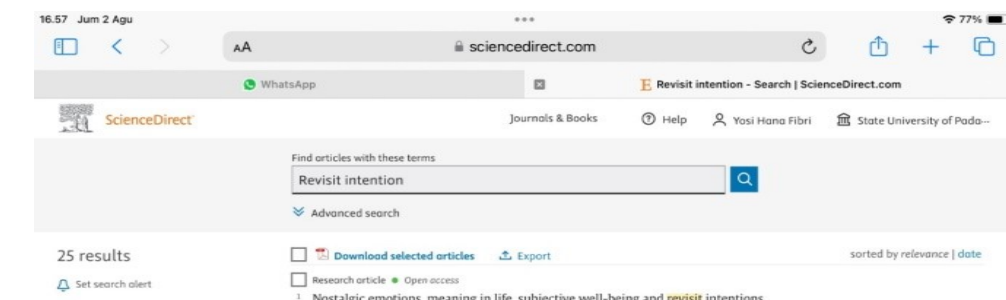 16.57 Jum 2 Agu
77%
AA
sciencedirect.com
WhatsApp
Revisit intention - Search | ScienceDirect.com
ScienceDirect
Journals & Books
Help
Yosi Hana Fibri
State University of Pada...
Find articles with these terms
Revisit intention
Advanced search
25 results
Download selected articles
Export
sorted by relevance | date
Set search alert
Research article
Open access
1 Nostalgic emotions, meaning in life, subjective well-being and revisit intentions